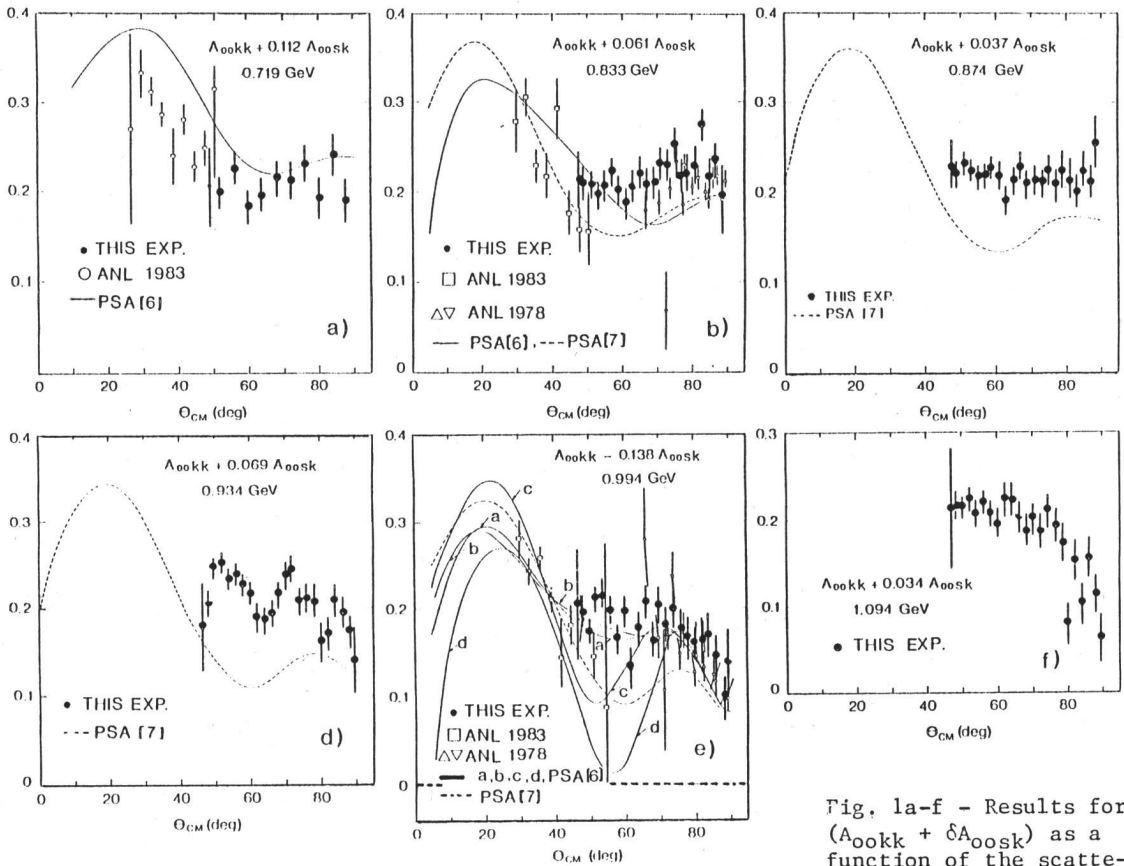 0.4
0.3
0.2
0.1
0
Aookk + 0.112 Aoosk
0.719 GeV
● THIS EXP.
○ ANL 1983
— PSA [6]
a)
0 20 40 60 80
ΘCM (deg)
0.4
0.3
0.2
0.1
0
Aookk + 0.061 Aoosk
0.833 GeV
● THIS EXP.
□ ANL 1983
△▽ ANL 1978
— PSA[6], --- PSA[7]
b)
0 20 40 60 80
ΘCM (deg)
0.4
0.3
0.2
0.1
0
Aookk + 0.037 Aoosk
0.874 GeV
● THIS EXP.
---- PSA [7]
c)
0 20 40 60 80
ΘCM (deg)
0.4
0.3
0.2
0.1
0
Aookk + 0.069 Aoosk
0.934 GeV
● THIS EXP.
--- PSA [7]
d)
0 20 40 60 80
ΘCM (deg)
0.4
0.3
0.2
0.1
0
Aookk - 0.138 Aoosk
0.994 GeV
c
a
b
d
b
a
c
d
● THIS EXP.
□ ANL 1983
△▽ ANL 1978
— a,b,c,d, PSA[6]
--- PSA[7]
e)
0 20 40 60 80
ΘCM (deg)
0.3
0.2
0.1
0
Aookk + 0.034 Aoosk
1.094 GeV
● THIS EXP.
f)
0 20 40 60 80
ΘCM (deg)
Fig. 1a-f - Results for
(Aookk + δAoosk) as a
function of the scatte-